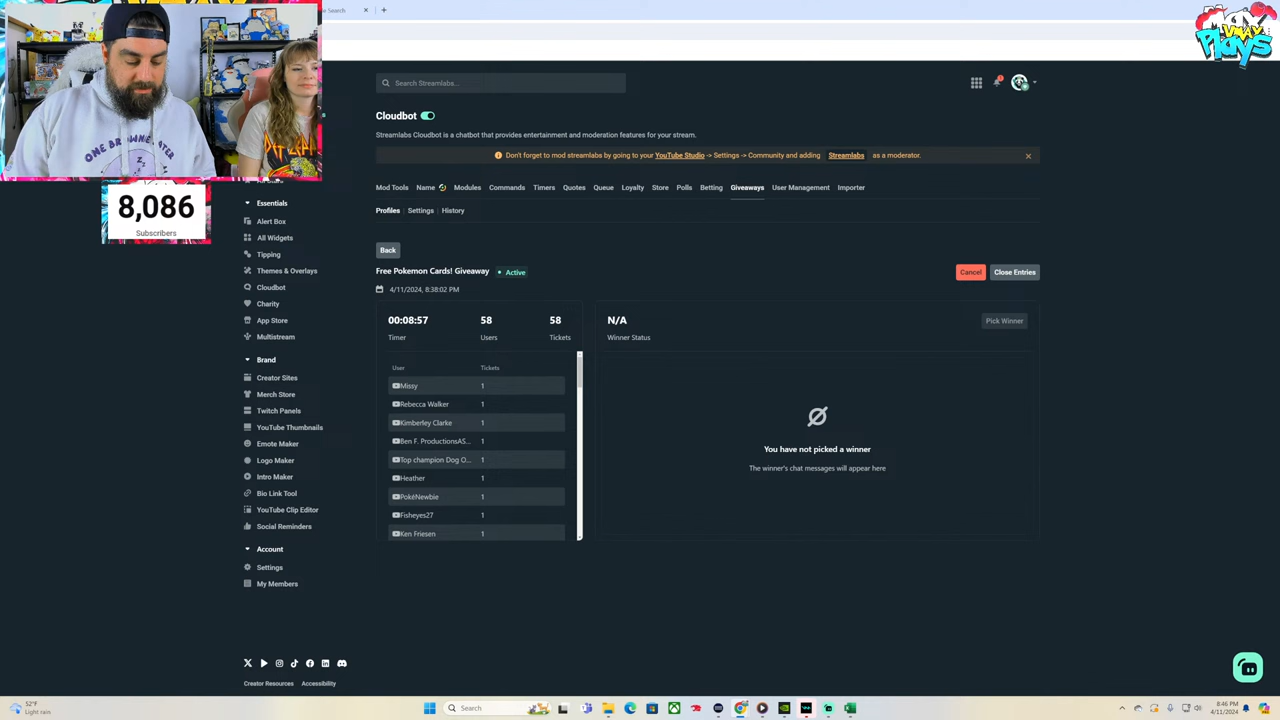 Search
Search Streamlabs...
Cloudbot
Streamlabs Cloudbot is a chatbot that provides entertainment and moderation features for your stream.
Don't forget to mod streamlabs by going to your YouTube Studio -> Settings -> Community and adding Streamlabs as a moderator.
Mod Tools Name Modules Commands Timers Quotes Queue Loyalty Store Polls Betting Giveaways User Management Importer
Profiles Settings History
Back
Free Pokemon Cards! Giveaway Active
4/11/2024, 8:38:02 PM
Cancel Close Entries
00:08:57 58 58
Timer Users Tickets
User Tickets
Missy 1
Rebecca Walker 1
Kimberley Clarke 1
Ben F. ProductionsAS... 1
Top champion Dog O... 1
Heather 1
PokéNewbie 1
Fisheyes27 1
Ken Friesen 1
N/A
Winner Status
Pick Winner
You have not picked a winner
The winner's chat messages will appear here
8,086
Subscribers
Essentials
Alert Box
All Widgets
Tipping
Themes & Overlays
Cloudbot
Charity
App Store
Multistream
Brand
Creator Sites
Merch Store
Twitch Panels
YouTube Thumbnails
Emote Maker
Logo Maker
Intro Maker
Bio Link Tool
YouTube Clip Editor
Social Reminders
Account
Settings
My Members
Creator Resources Accessibility
Plays
52°F
Light rain
Search
8:46 PM
4/11/2024